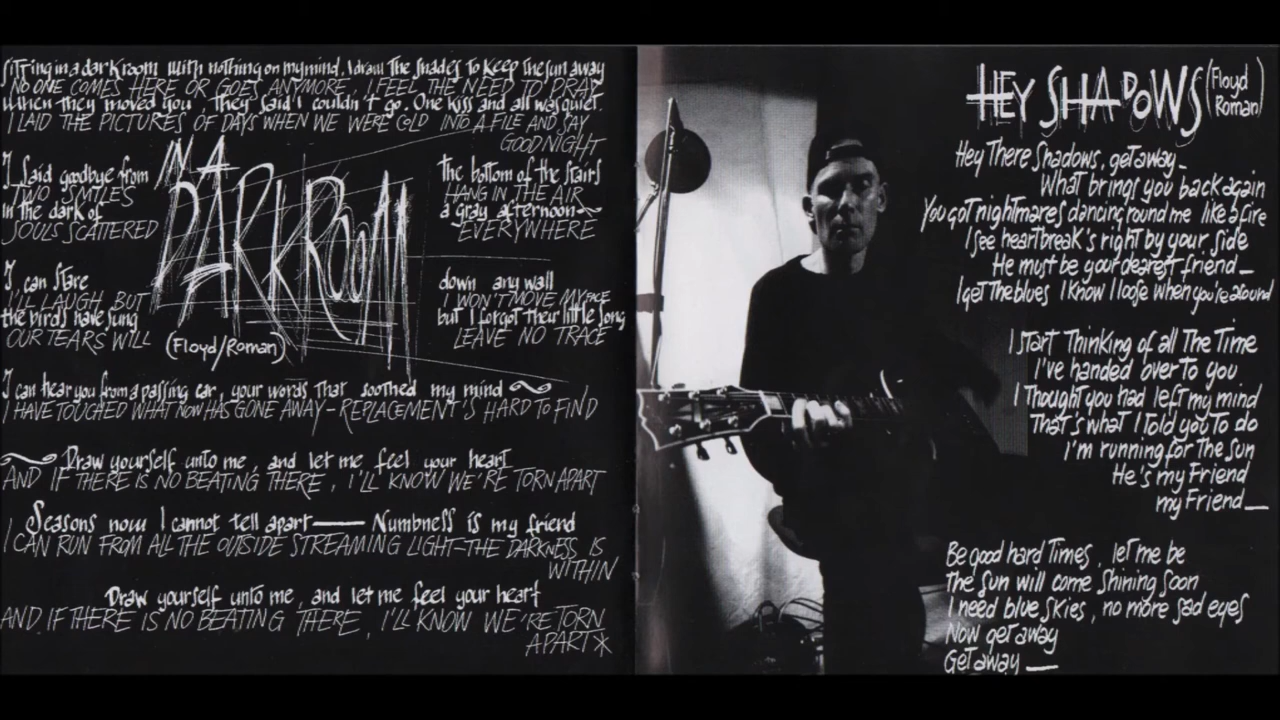 Sitting in a dark room with nothing on my mind, I draw the shades to keep the sun away
NO ONE COMES HERE OR GOES ANYMORE, I FEEL THE NEED TO PRAY
When they moved you, They said I couldn't go. One kiss and all was quiet.
I LAID THE PICTURES OF DAYS WHEN WE WERE COLD INTO A FILE AND SAY
GOOD NIGHT
IN A
DARKROOM
(Floyd/Roman)
I said goodbye from the bottom of the stairs
TWO SMILES HANG IN THE AIR
in the dark of a gray afternoon~
SOULS SCATTERED EVERYWHERE
I, can stare down any wall
I'LL LAUGH BUT I WON'T MOVE MY FACE
the birds have sung but I forgot their little song
OUR TEARS WILL LEAVE NO TRACE
I can hear you from a passing car, your words that soothed my mind ~
I HAVE TOUCHED WHAT NOW HAS GONE AWAY-REPLACEMENT'S HARD TO FIND
~ Draw yourself unto me, and let me feel your heart
AND IF THERE IS NO BEATING THERE, I'LL KNOW WE'RE TORN APART
Seasons now I cannot tell apart— Numbness is my friend
I CAN RUN FROM ALL THE OUTSIDE STREAMING LIGHT-THE DARKNESS IS
WITHIN
Draw yourself unto me, and let me feel your heart
AND IF THERE IS NO BEATING THERE, I'LL KNOW WE'RE TORN
APART*
HEY SHADOWS (Floyd
Roman)
Hey There Shadows, get away_
What brings you back again
You got nightmares dancing round me like a fire
I see heartbreak's right by your side
He must be your dearest friend_
I get The blues I know I loose when you're around
I start Thinking of all The Time
I've handed over to you
I Thought you had left my mind
That's what I told you To do
I'm running for The sun
He's my Friend
my Friend_
Be good hard Times, let me be
The sun will come shining soon
I need blue skies, no more sad eyes
Now get away
Get away_